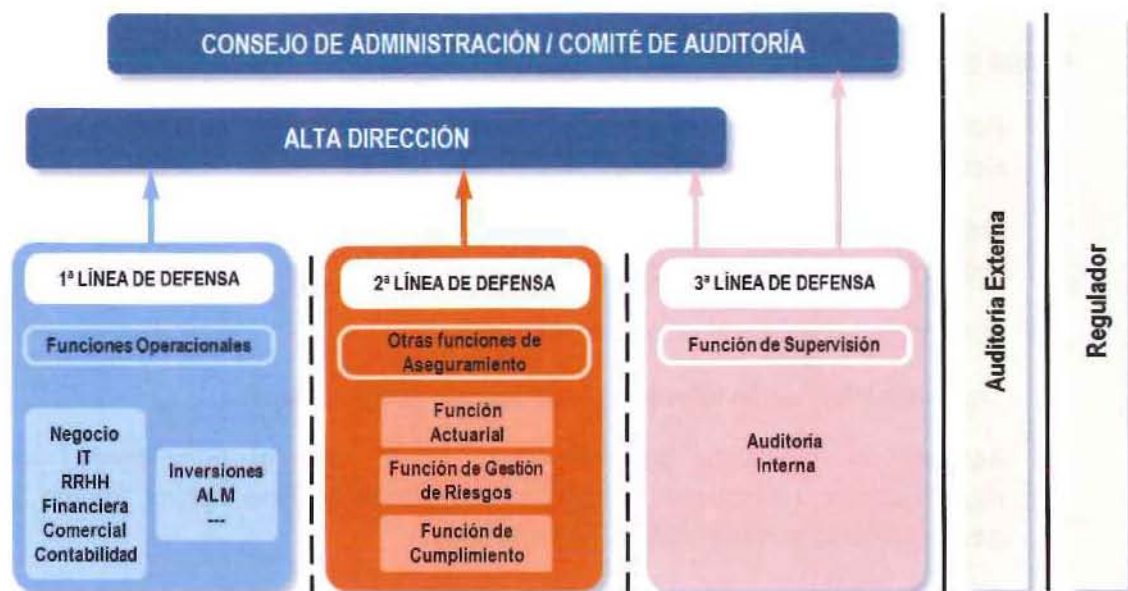 CONSEJO DE ADMINISTRACIÓN / COMITÉ DE AUDITORÍA
ALTA DIRECCIÓN
1ª LÍNEA DE DEFENSA
Funciones Operacionales
Negocio
IT
RRHH
Financiera
Comercial
Contabilidad
Inversiones
ALM
---
2ª LÍNEA DE DEFENSA
Otras funciones de
Aseguramiento
Función
Actuarial
Función de Gestión
de Riesgos
Función de
Cumplimiento
3ª LÍNEA DE DEFENSA
Función de Supervisión
Auditoría
Interna
Auditoría Externa
Regulador